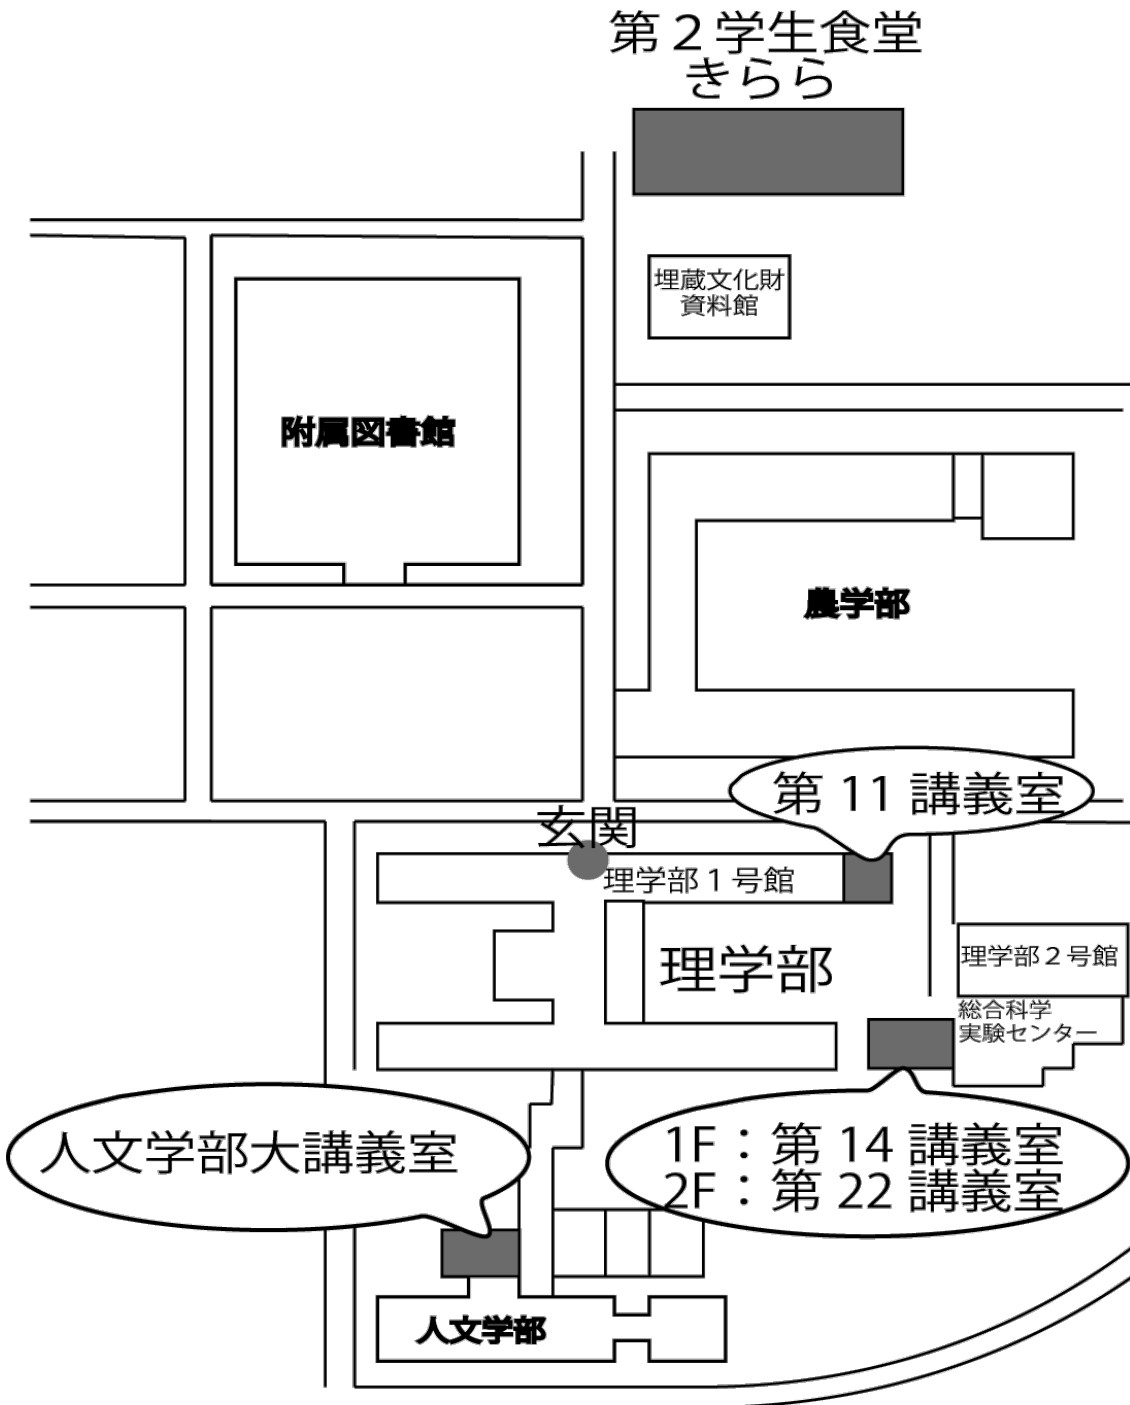 第２学生食堂
きらら
埋蔵文化財
資料館
附属図書館
農学部
第 11 講義室
玄関
理学部１号館
理学部
理学部２号館
総合科学
実験センター
人文学部大講義室
1F：第 14 講義室
2F：第 22 講義室
人文学部